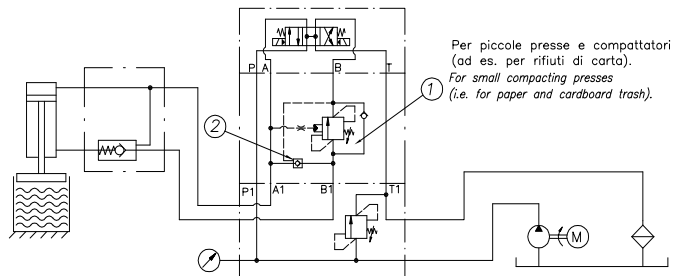 Per piccole presse e compattatori
(ad es. per rifiuti di carta).
For small compacting presses
(i.e. for paper and cardboard trash).
P A B T
1
2
P1 A1 B1 T1
M